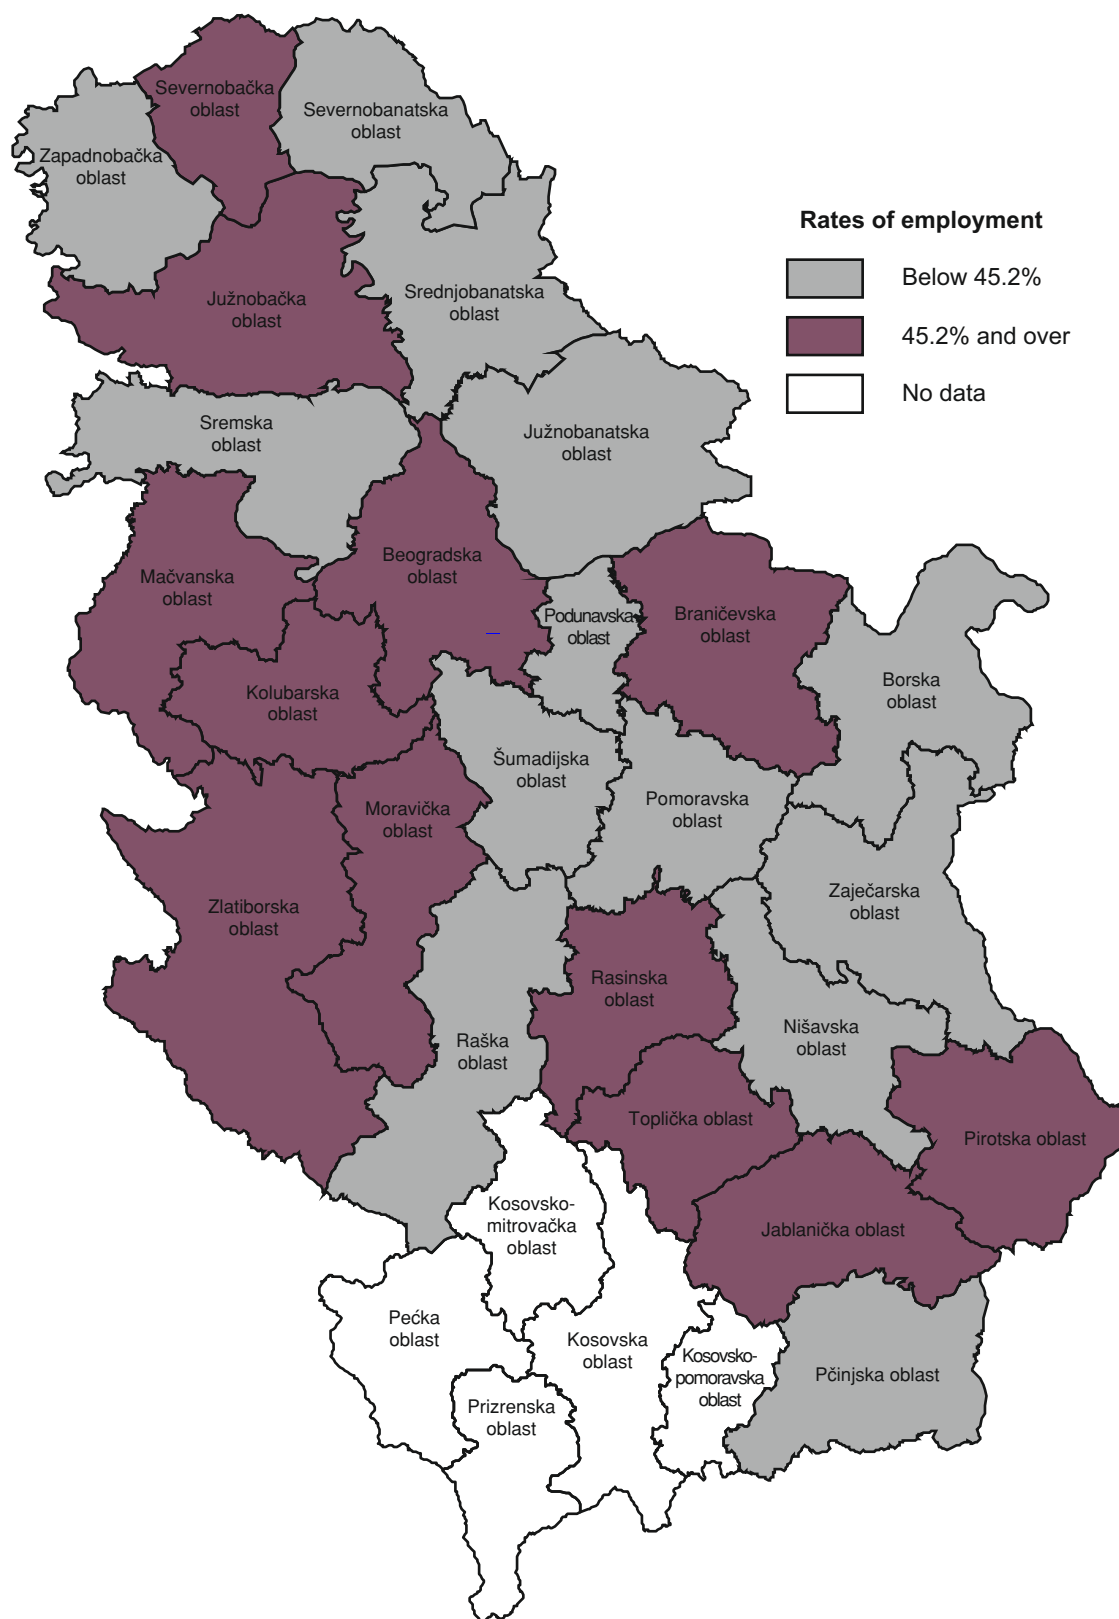 Severnobačka
oblast
Severnobanatska
oblast
Zapadnobačka
oblast
Rates of employment
Below 45.2%
45.2% and over
No data
Južnobačka
oblast
Srednjobanatska
oblast
Sremska
oblast
Južnobanatska
oblast
Mačvanska
oblast
Beogradska
oblast
Podunavska
oblast
Braničevska
oblast
Kolubarska
oblast
Borska
oblast
Šumadijska
oblast
Moravička
oblast
Pomoravska
oblast
Zlatiborska
oblast
Zaječarska
oblast
Rasinska
oblast
Raška
oblast
Nišavska
oblast
Toplička oblast
Pirotska oblast
Kosovsko-
mitrovačka
oblast
Jablanička oblast
Pećka
oblast
Kosovska
oblast
Kosovsko-
pomoravska
oblast
Pčinjska oblast
Prizrenska
oblast